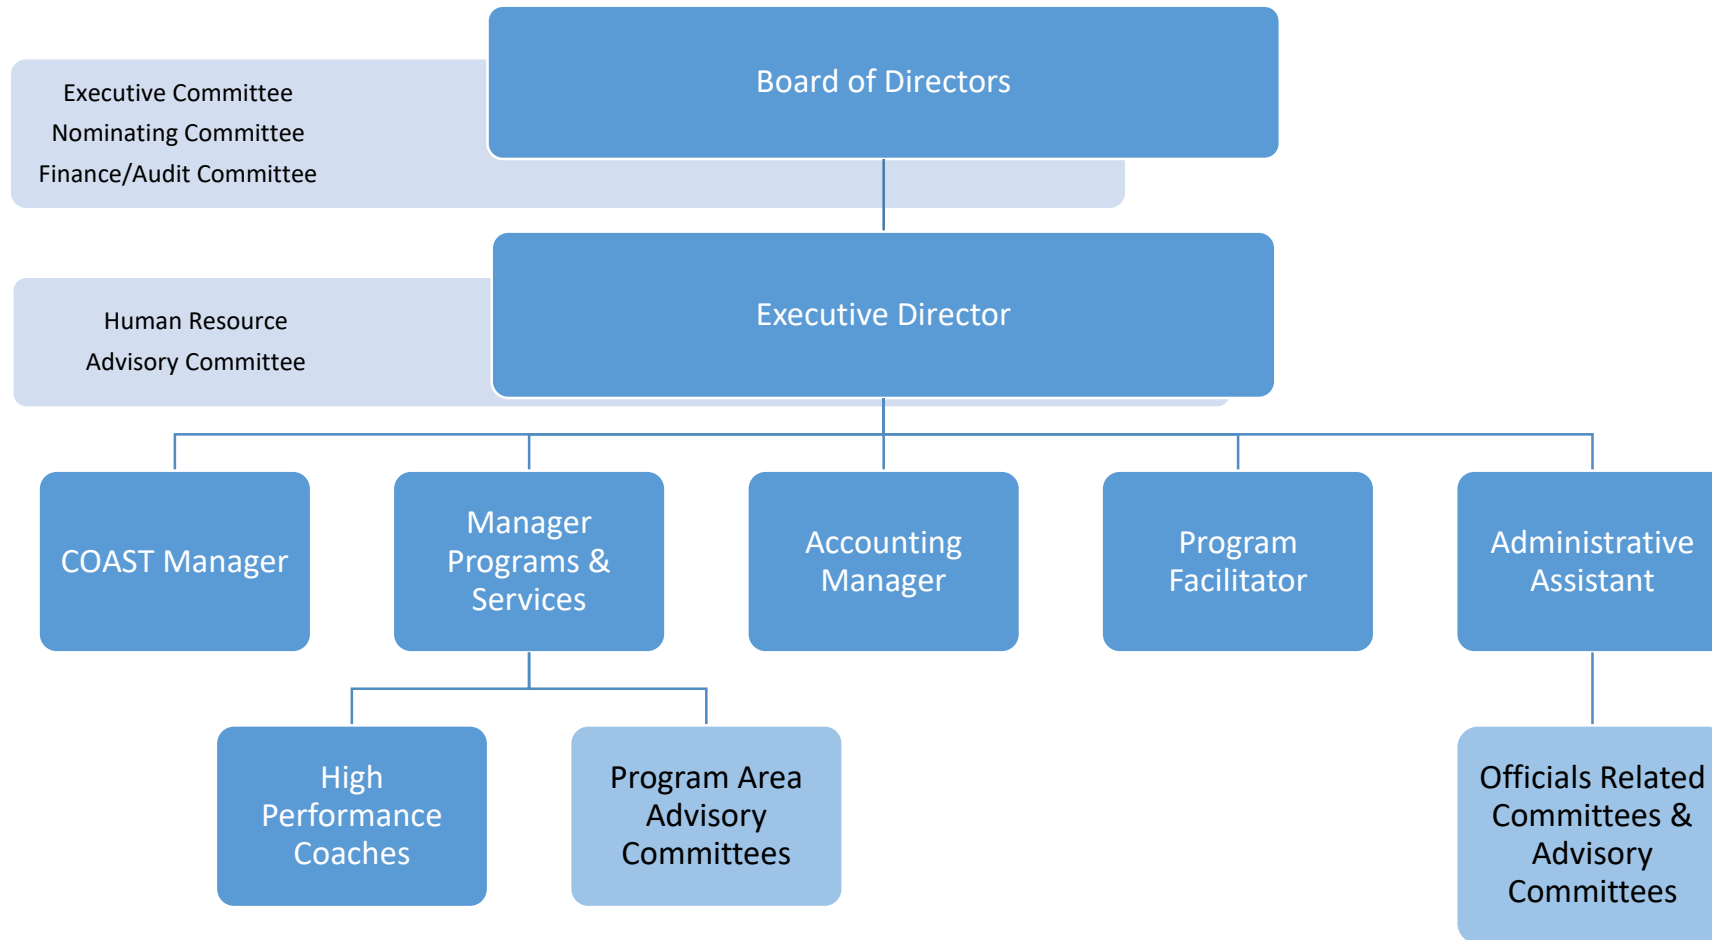 Board of Directors
Executive Committee
Nominating Committee
Finance/Audit Committee
Executive Director
Human Resource
Advisory Committee
COAST Manager
Manager
Programs &
Services
Accounting
Manager
Program
Facilitator
Administrative
Assistant
High
Performance
Coaches
Program Area
Advisory
Committees
Officials Related
Committees &
Advisory
Committees